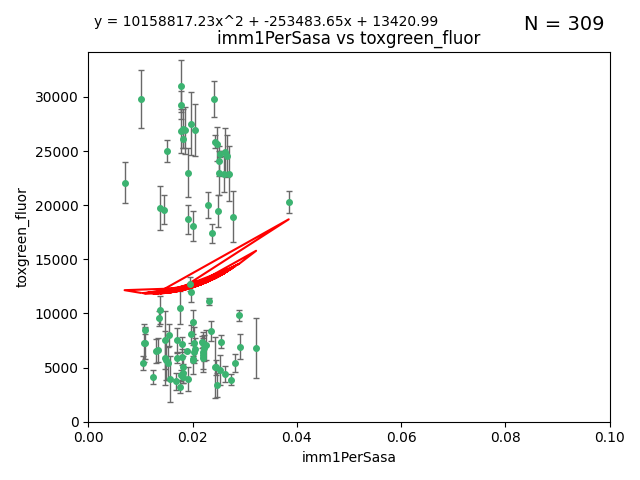 y = 10158817.23x^2 + -253483.65x + 13420.99
N = 309
imm1PerSasa vs toxgreen_fluor
toxgreen_fluor
30000
25000
20000
15000
10000
5000
0
0.00 0.02 0.04 0.06 0.08 0.10
imm1PerSasa